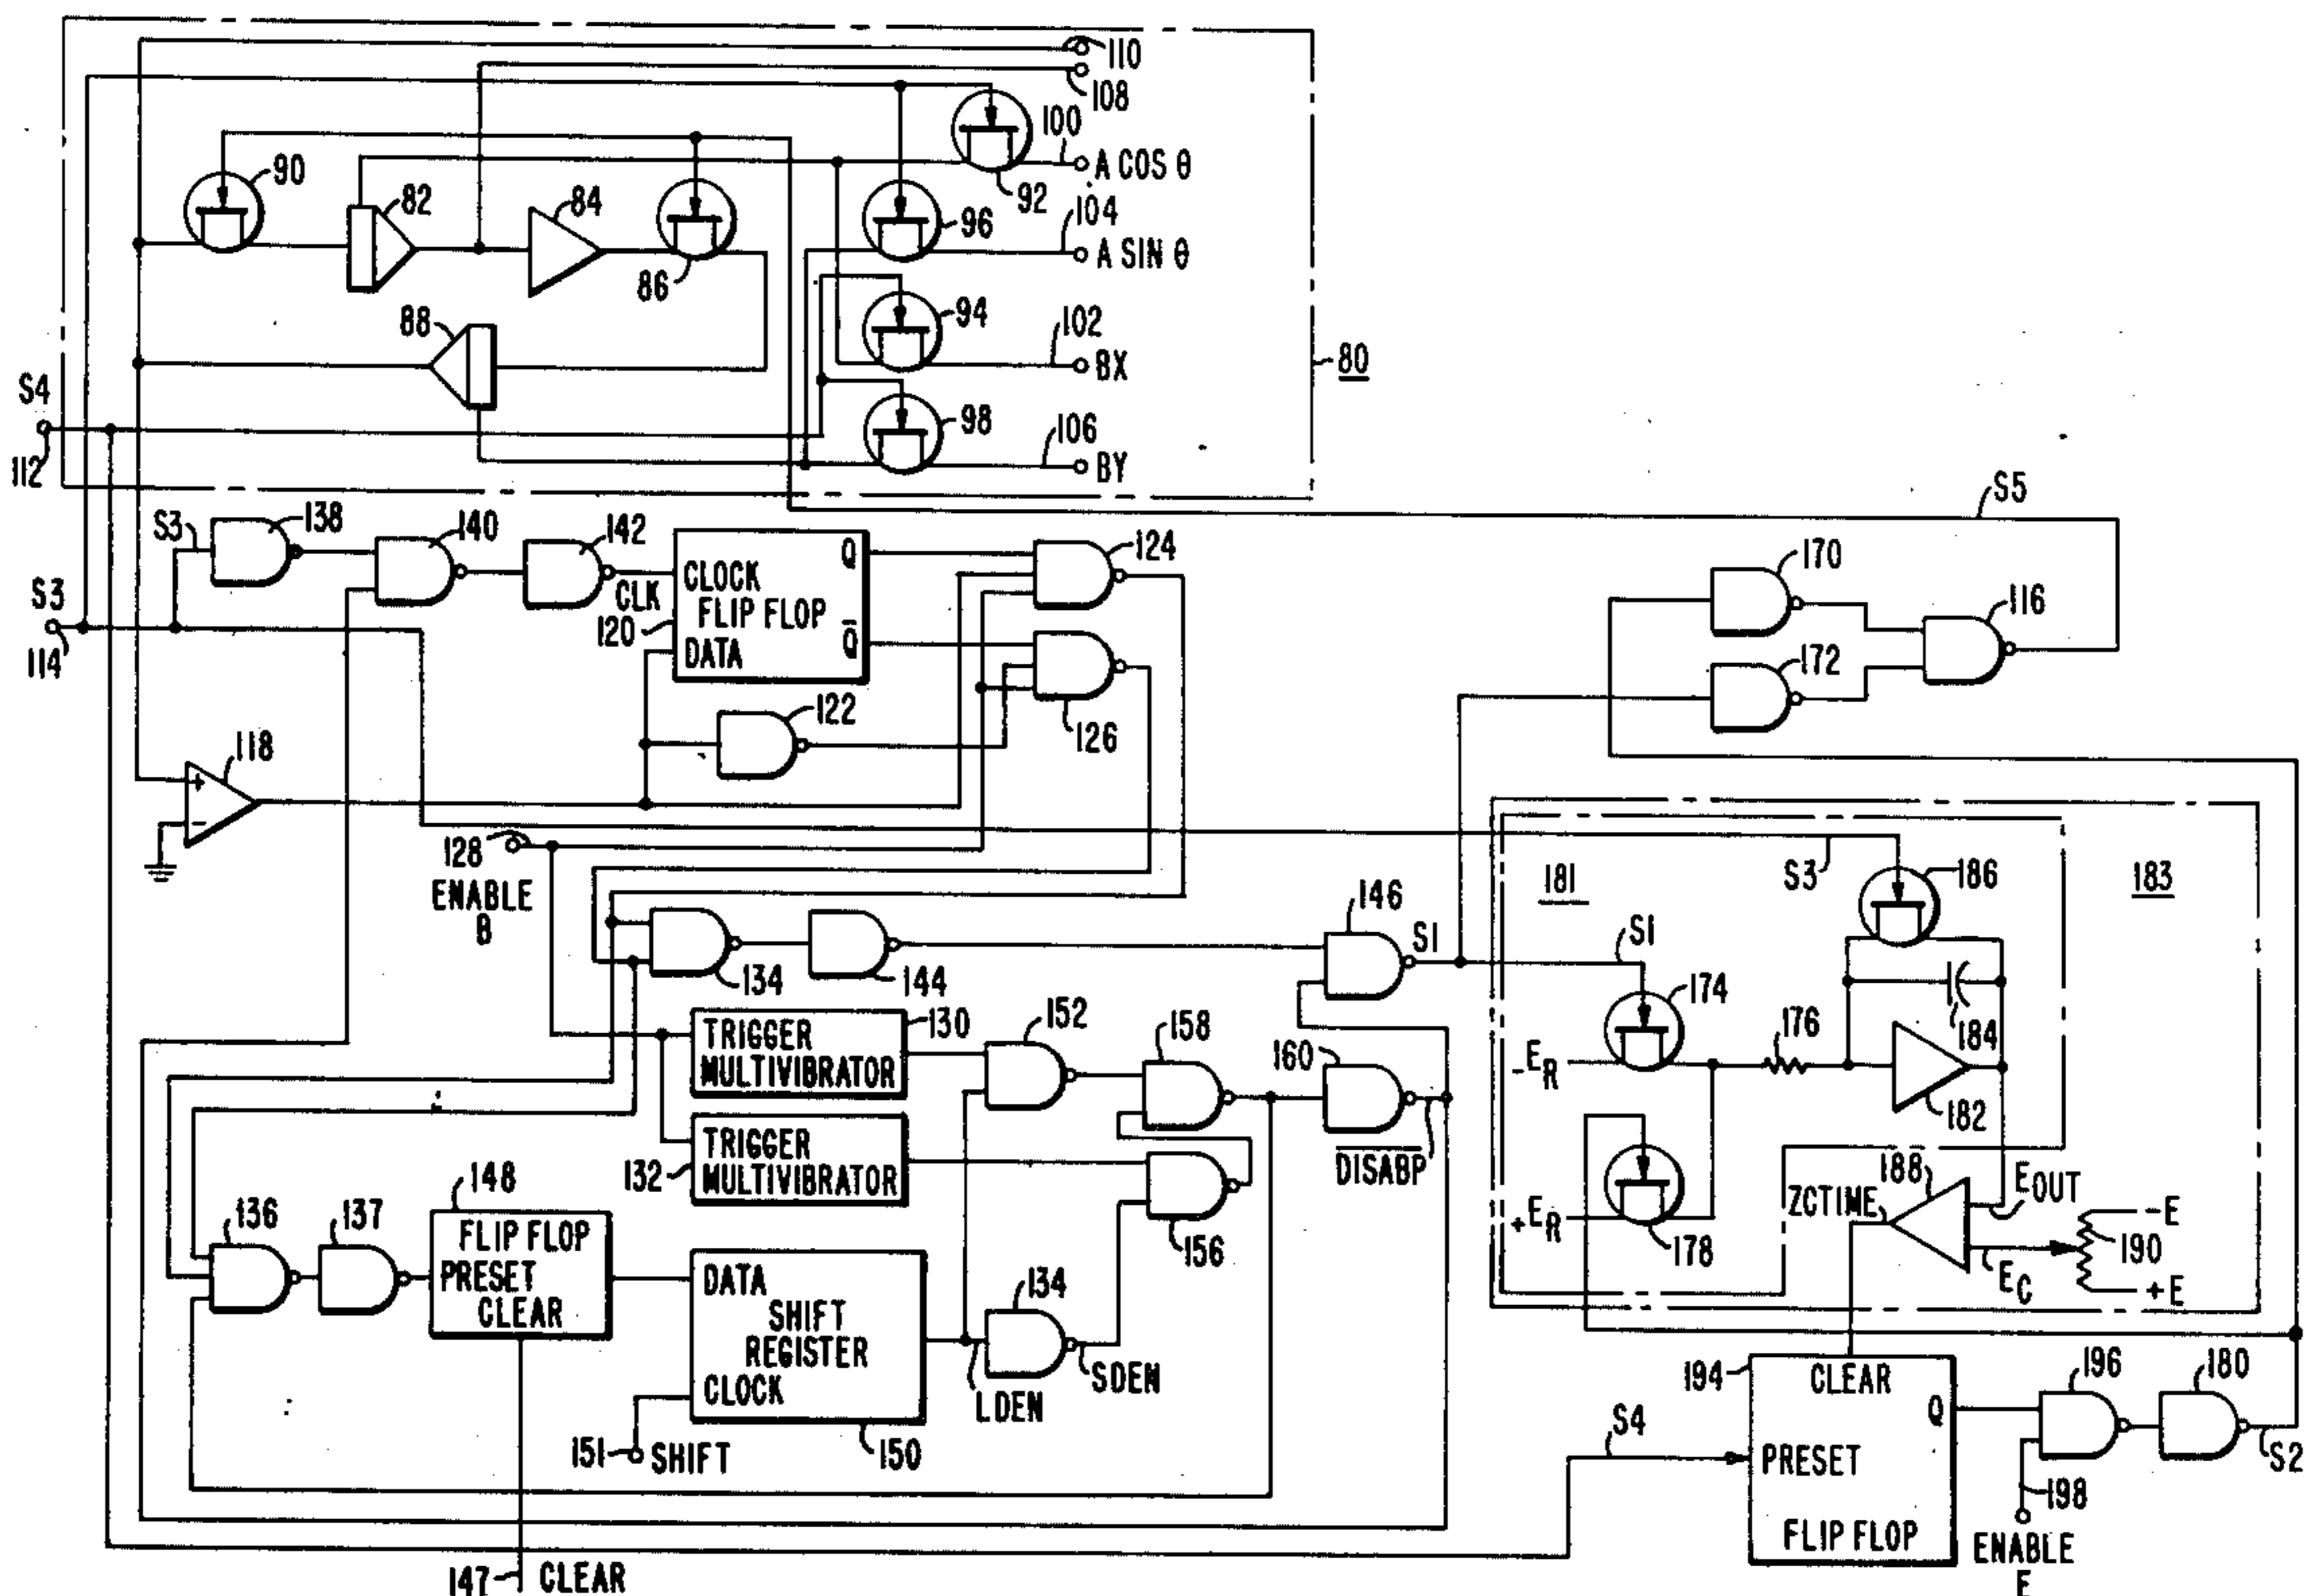 110
108
100
A COS θ
90
82
84
92
96
104
A SIN θ
86
94
102
88
BX
80
S4
98
106
BY
112
S5
S3
138
140
142
Q
124
170
CLOCK
CLK
FLIP FLOP
120
Q̅
DATA
116
S3
114
172
122
126
118
128
ENABLE
B
181
S3
186
183
146
S1
S1
134
144
174
184
176
TRIGGER
MULTIVIBRATOR
130
152
158
160
-ER
182
TRIGGER
MULTIVIBRATOR
132
D̅I̅S̅A̅B̅P̅
188
EOUT
ZCTIME
-E
190
+ER
178
EC
+E
148
136
137
FLIP FLOP
PRESET
CLEAR
156
DATA
SHIFT
REGISTER
CLOCK
134
SDEN
LDEN
194
CLEAR
196
180
Q
151
SHIFT
150
S4
PRESET
S2
198
FLIP FLOP
ENABLE
E
147
CLEAR